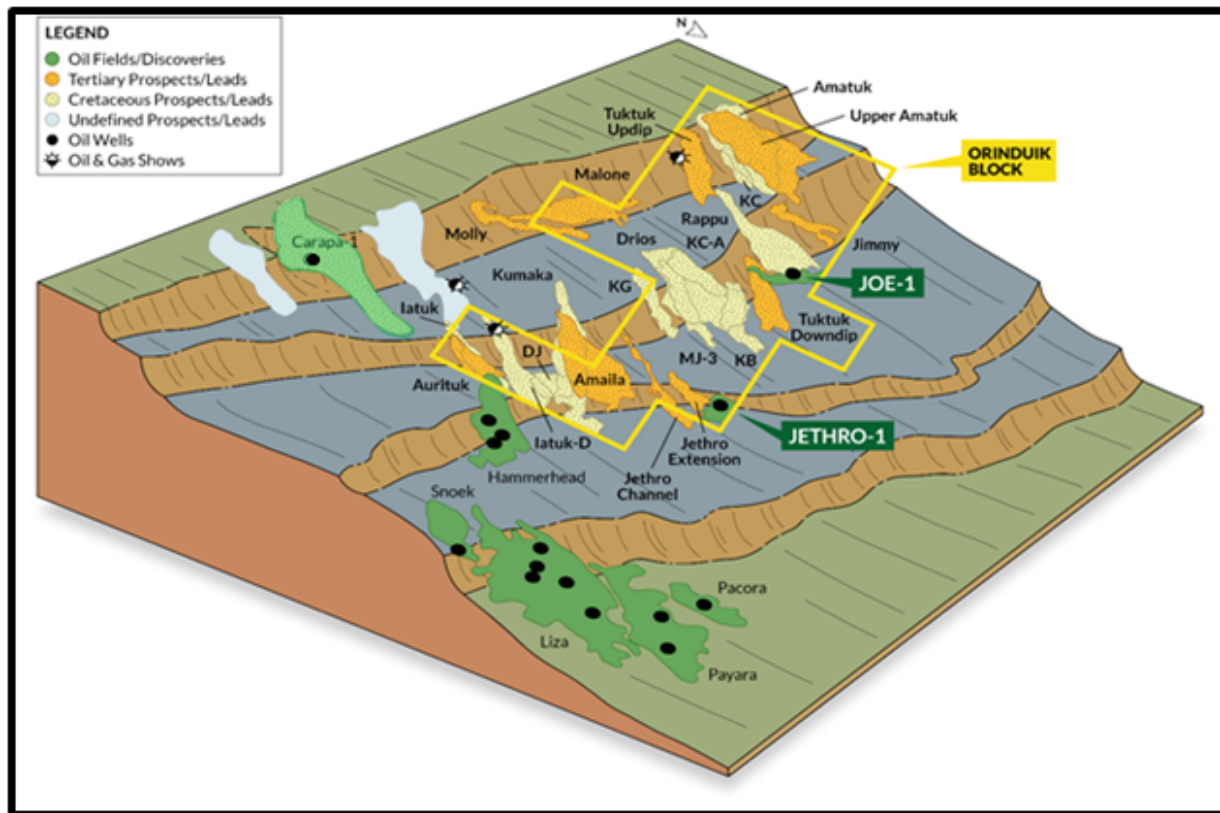 LEGEND
Oil Fields/Discoveries
Tertiary Prospects/Leads
Cretaceous Prospects/Leads
Undefined Prospects/Leads
Oil Wells
Oil & Gas Shows
N
Amatuk
Tuktuk
Updip
Upper Amatuk
ORINDUIK
BLOCK
Malone
KC
Rappu
Carapa-1
Molly
Drios
KC-A
Jimmy
Kumaka
KG
JOE-1
Iatuk
Tuktuk
Downdip
DJ
MJ-3
KB
Aurituk
Amaila
JETHRO-1
Iatuk-D
Jethro
Extension
Hammerhead
Jethro
Channel
Snoek
Pacora
Liza
Payara